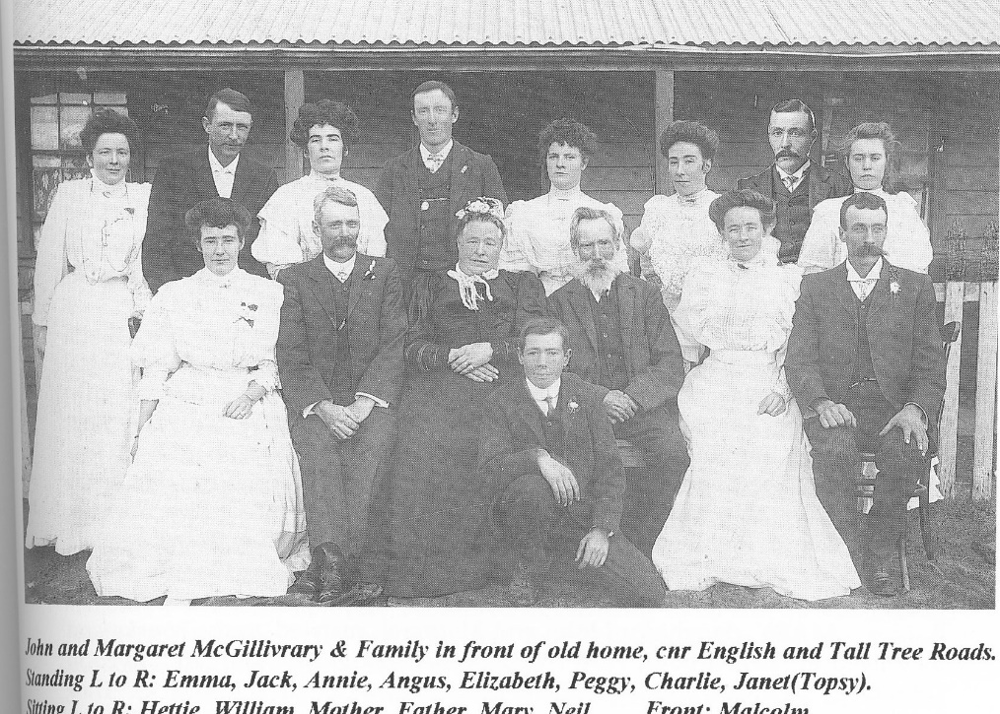 John and Margaret McGillivrary & Family in front of old home, cnr English and Tall Tree Roads.
Standing L to R: Emma, Jack, Annie, Angus, Elizabeth, Peggy, Charlie, Janet(Topsy).
Sitting L to R: Hettie, William, Mother, Father, Mary, Neil. Front: Malcolm